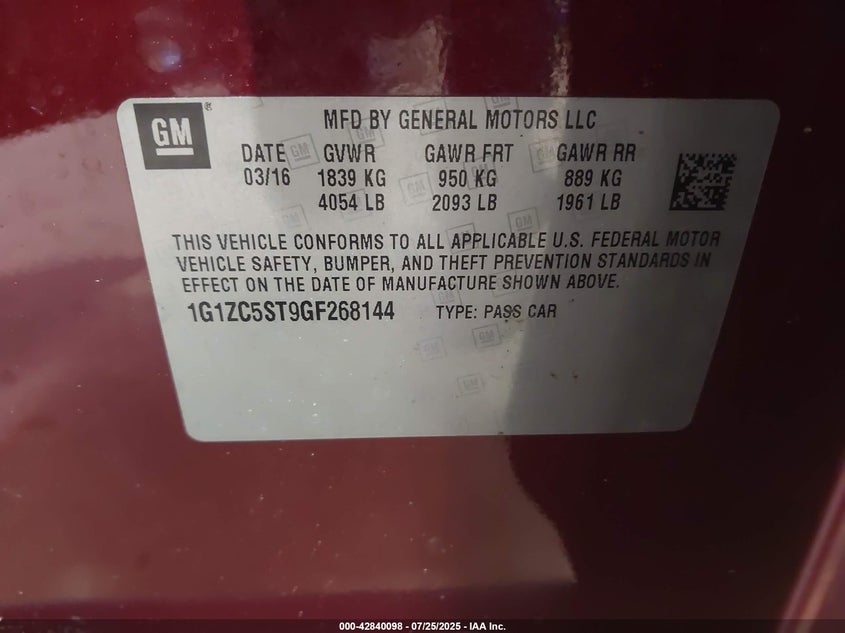 GM
®
MFD BY GENERAL MOTORS LLC
DATE GVWR GAWR FRT GAWR RR
03/16 1839 KG 950 KG 889 KG
4054 LB 2093 LB 1961 LB
THIS VEHICLE CONFORMS TO ALL APPLICABLE U.S. FEDERAL MOTOR
VEHICLE SAFETY, BUMPER, AND THEFT PREVENTION STANDARDS IN
EFFECT ON THE DATE OF MANUFACTURE SHOWN ABOVE.
1G1ZC5ST9GF268144 TYPE: PASS CAR
000-42840098 - 07/25/2025 - IAA Inc.